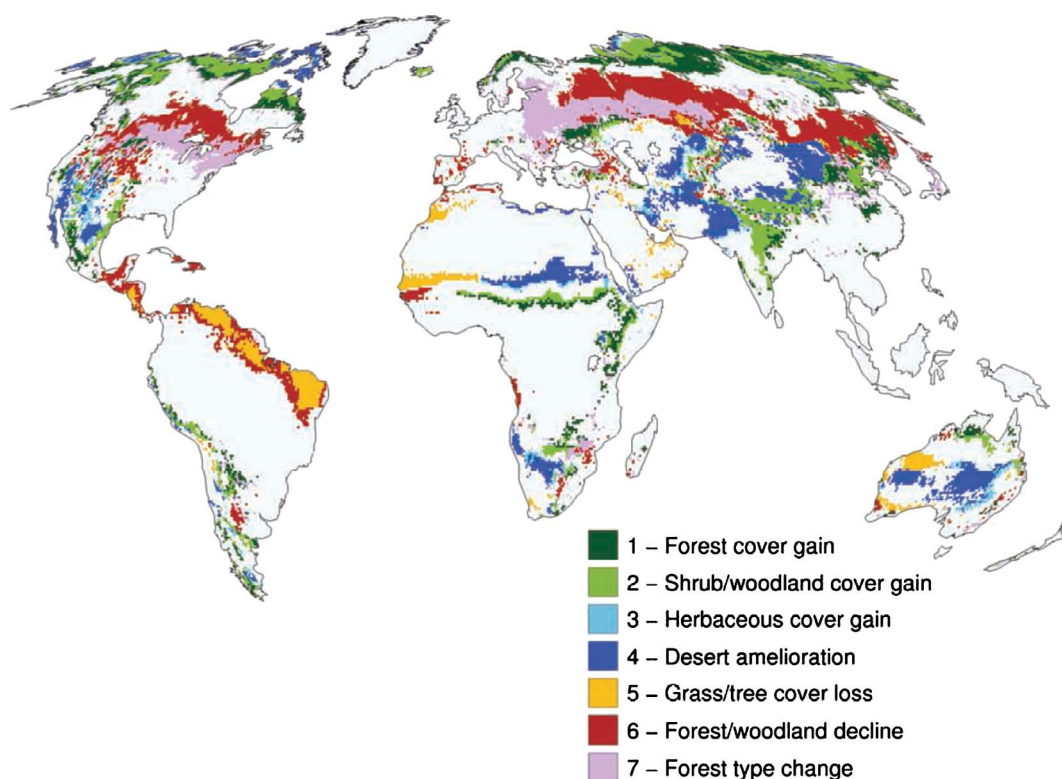 1 – Forest cover gain
2 – Shrub/woodland cover gain
3 – Herbaceous cover gain
4 – Desert amelioration
5 – Grass/tree cover loss
6 – Forest/woodland decline
7 – Forest type change